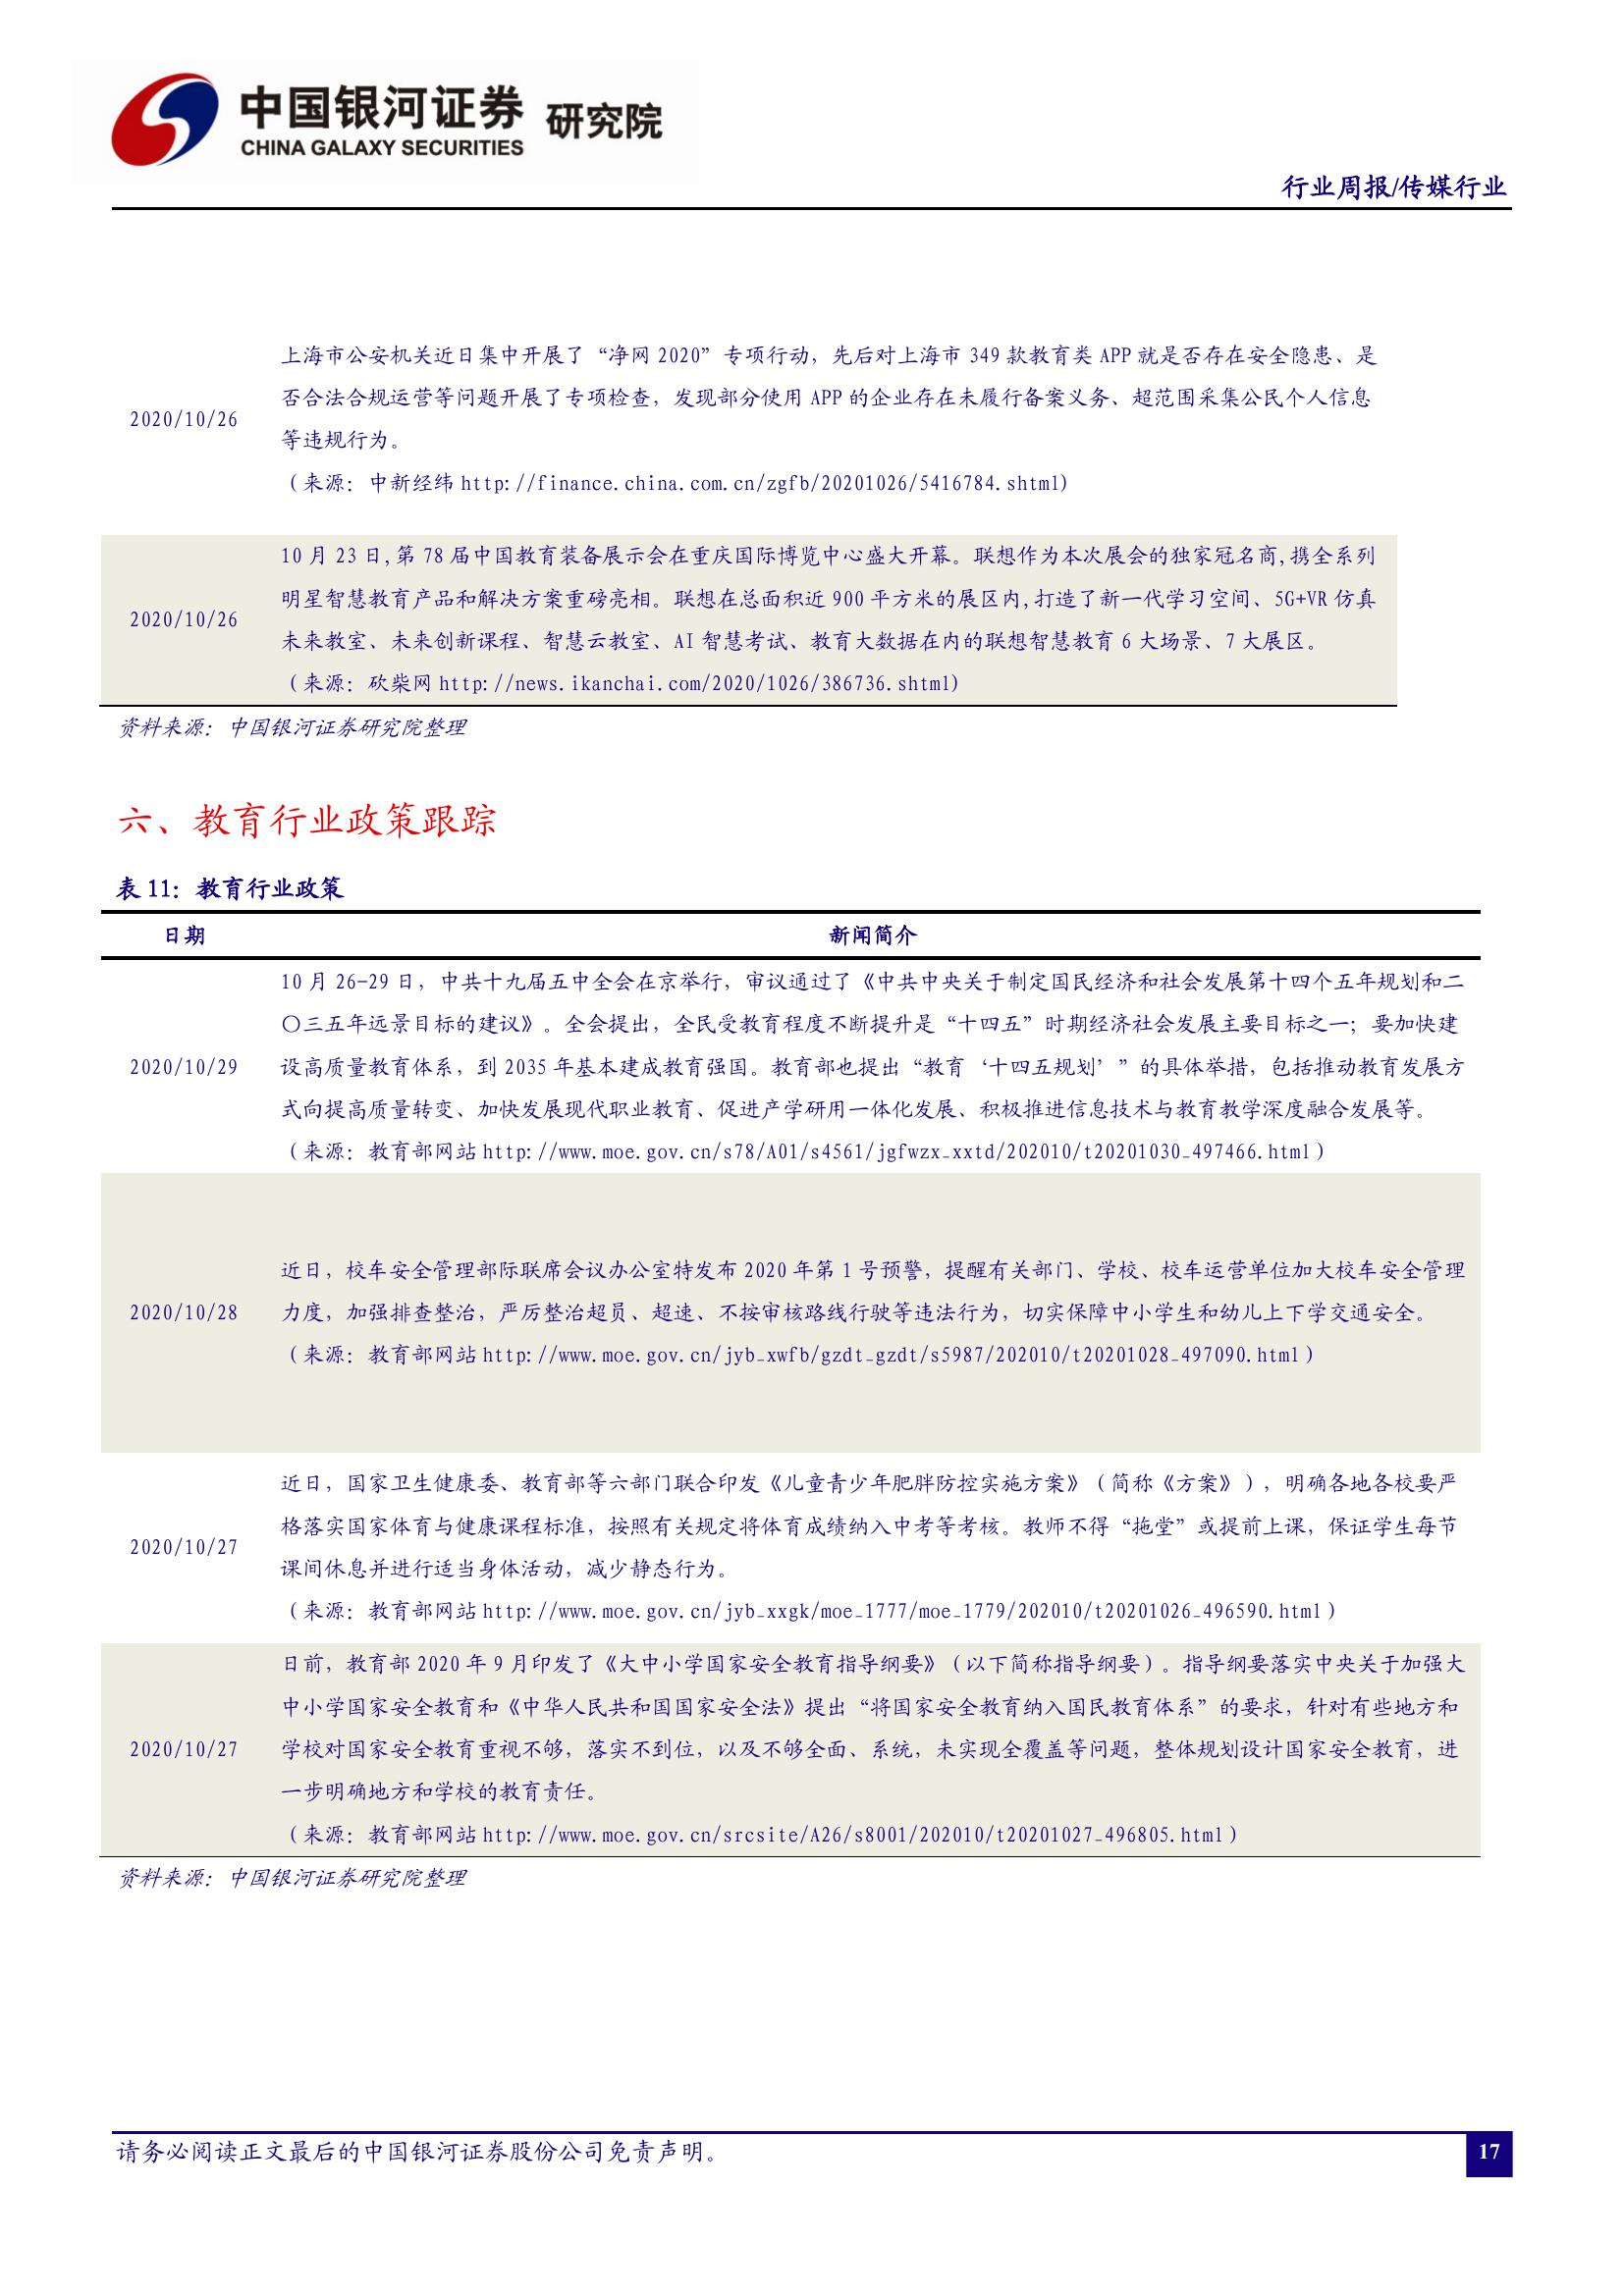 中国银河证券 研究院
CHINA GALAXY SECURITIES
行业周报/传媒行业
上海市公安机关近日集中开展了“净网 2020”专项行动，先后对上海市 349 款教育类 APP 就是否存在安全隐患、是
否合法合规运营等问题开展了专项检查，发现部分使用 APP 的企业存在未履行备案义务、超范围采集公民个人信息
2020/10/26
等违规行为。
（来源：中新经纬 http://finance.china.com.cn/zgfb/20201026/5416784.shtml)
10 月 23 日,第 78 届中国教育装备展示会在重庆国际博览中心盛大开幕。联想作为本次展会的独家冠名商,携全系列
明星智慧教育产品和解决方案重磅亮相。联想在总面积近 900 平方米的展区内,打造了新一代学习空间、5G+VR 仿真
2020/10/26
未来教室、未来创新课程、智慧云教室、AI 智慧考试、教育大数据在内的联想智慧教育 6 大场景、7 大展区。
（来源：砍柴网 http://news.ikanchai.com/2020/1026/386736.shtml)
资料来源：中国银河证券研究院整理
六、教育行业政策跟踪
表 11：教育行业政策
日期 新闻简介
10 月 26-29 日，中共十九届五中全会在京举行，审议通过了《中共中央关于制定国民经济和社会发展第十四个五年规划和二
〇三五年远景目标的建议》。全会提出，全民受教育程度不断提升是“十四五”时期经济社会发展主要目标之一；要加快建
2020/10/29 设高质量教育体系，到 2035 年基本建成教育强国。教育部也提出“教育‘十四五规划’”的具体举措，包括推动教育发展方
式向提高质量转变、加快发展现代职业教育、促进产学研用一体化发展、积极推进信息技术与教育教学深度融合发展等。
（来源：教育部网站 http://www.moe.gov.cn/s78/A01/s4561/jgfwzx_xxtd/202010/t20201030_497466.html）
近日，校车安全管理部际联席会议办公室特发布 2020 年第 1 号预警，提醒有关部门、学校、校车运营单位加大校车安全管理
2020/10/28 力度，加强排查整治，严厉整治超员、超速、不按审核路线行驶等违法行为，切实保障中小学生和幼儿上下学交通安全。
（来源：教育部网站 http://www.moe.gov.cn/jyb_xwfb/gzdt_gzdt/s5987/202010/t20201028_497090.html）
近日，国家卫生健康委、教育部等六部门联合印发《儿童青少年肥胖防控实施方案》（简称《方案》），明确各地各校要严
格落实国家体育与健康课程标准，按照有关规定将体育成绩纳入中考等考核。教师不得“拖堂”或提前上课，保证学生每节
2020/10/27
课间休息并进行适当身体活动，减少静态行为。
（来源：教育部网站 http://www.moe.gov.cn/jyb_xxgk/moe_1777/moe_1779/202010/t20201026_496590.html）
日前，教育部 2020 年 9 月印发了《大中小学国家安全教育指导纲要》（以下简称指导纲要）。指导纲要落实中央关于加强大
中小学国家安全教育和《中华人民共和国国家安全法》提出“将国家安全教育纳入国民教育体系”的要求，针对有些地方和
2020/10/27 学校对国家安全教育重视不够，落实不到位，以及不够全面、系统，未实现全覆盖等问题，整体规划设计国家安全教育，进
一步明确地方和学校的教育责任。
（来源：教育部网站 http://www.moe.gov.cn/srcsite/A26/s8001/202010/t20201027_496805.html）
资料来源：中国银河证券研究院整理
请务必阅读正文最后的中国银河证券股份公司免责声明。
17